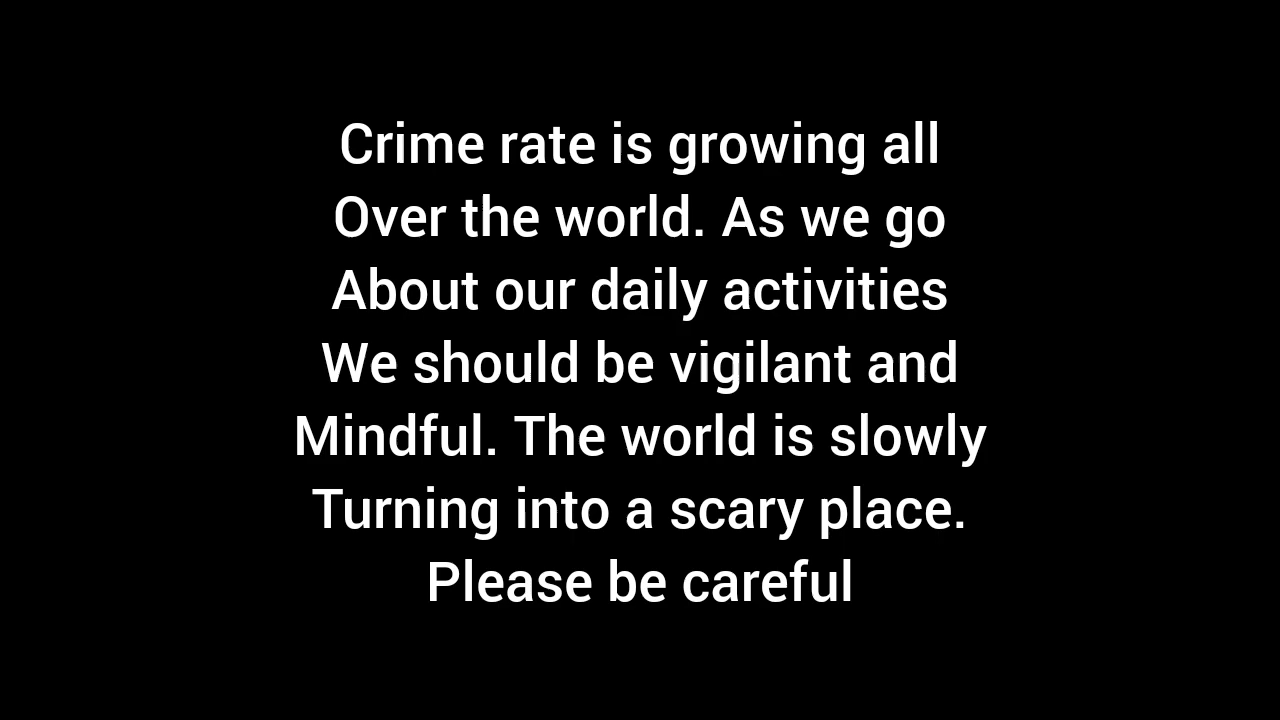 Crime rate is growing all
Over the world. As we go
About our daily activities
We should be vigilant and
Mindful. The world is slowly
Turning into a scary place.
Please be careful